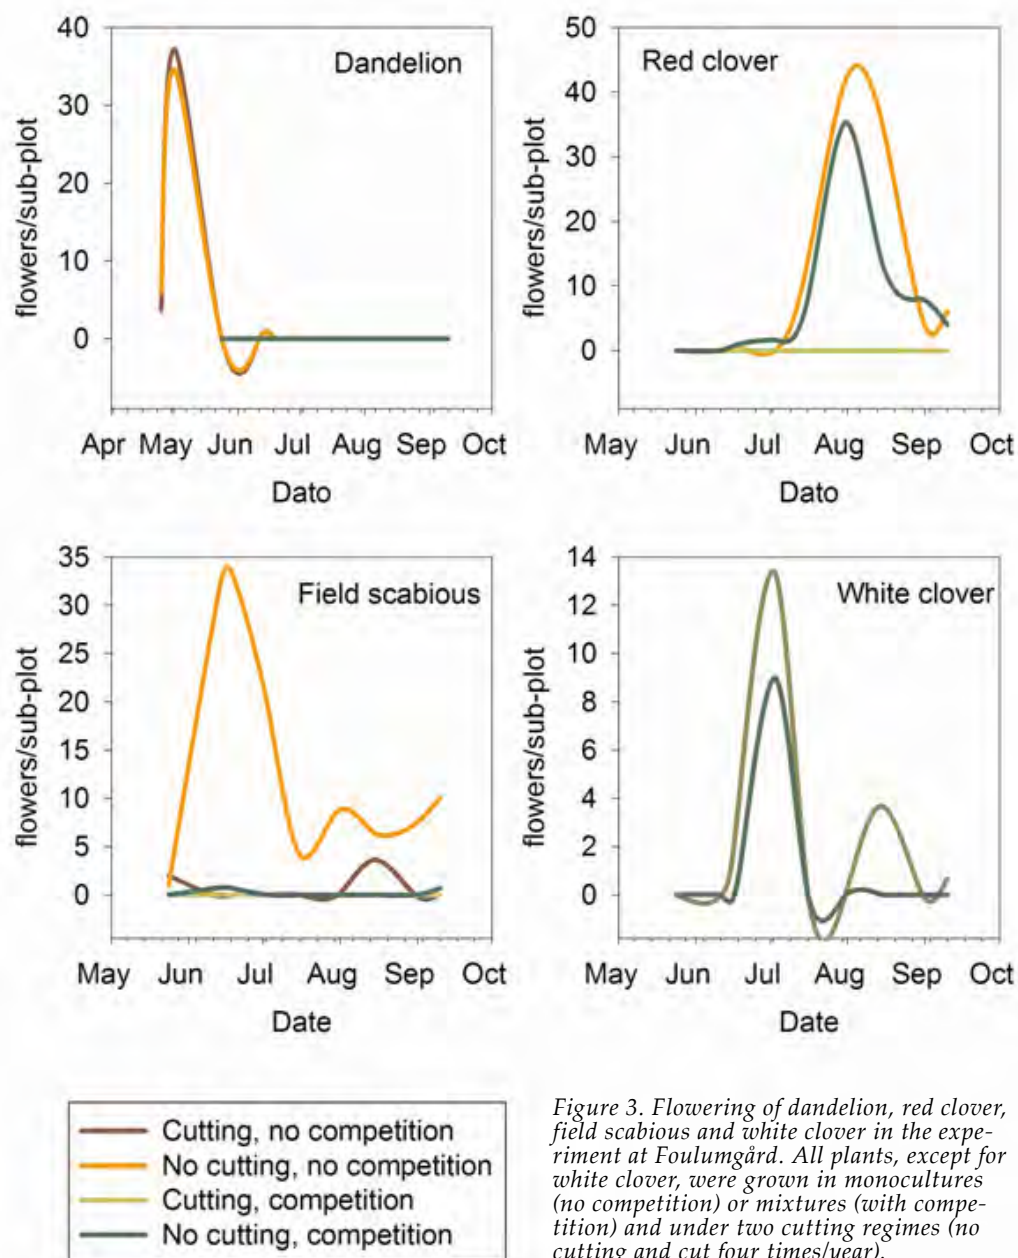 Dandelion
flowers/sub-plot
40
30
20
10
0
Apr May Jun Jul Aug Sep Oct
Dato
Red clover
flowers/sub-plot
50
40
30
20
10
0
May Jun Jul Aug Sep Oct
Dato
Field scabious
flowers/sub-plot
35
30
25
20
15
10
5
0
May Jun Jul Aug Sep Oct
Date
White clover
flowers/sub-plot
14
12
10
8
6
4
2
0
May Jun Jul Aug Sep Oct
Date
Cutting, no competition
No cutting, no competition
Cutting, competition
No cutting, competition
Figure 3. Flowering of dandelion, red clover,
field scabious and white clover in the expe-
riment at Foulumgård. All plants, except for
white clover, were grown in monocultures
(no competition) or mixtures (with compe-
tition) and under two cutting regimes (no
cutting and cut four times/year).